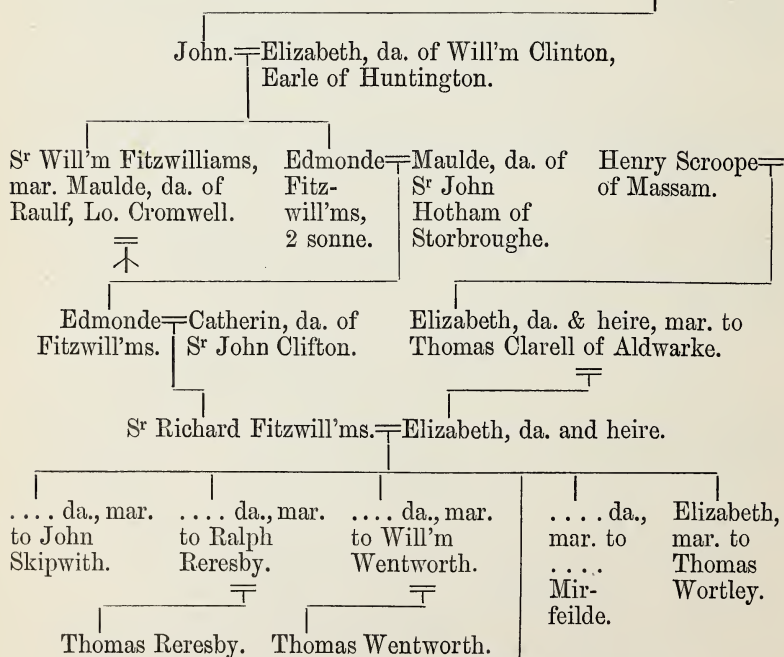 John. Elizabeth, da. of Will'm Clinton,
Earle of Huntington.
Sr Will'm Fitzwilliams,
mar. Maulde, da. of
Raulf, Lo. Cromwell.
Edmonde
Fitz-
will'ms,
2 sonne.
Maulde, da. of
Sr John
Hotham of
Storbroughe.
Henry Scroope
of Massam.
Edmonde
Fitzwill'ms.
Catherin, da. of
Sr John Clifton.
Elizabeth, da. & heire, mar. to
Thomas Clarell of Aldwarke.
Sr Richard Fitzwill'ms. Elizabeth, da. and heire.
.... da., mar.
to John
Skipwith.
.... da., mar.
to Ralph
Reresby.
.... da., mar.
to Will'm
Wentworth.
.... da.,
mar. to
....
Mir-
feilde.
Elizabeth,
mar. to
Thomas
Wortley.
Thomas Reresby. Thomas Wentworth.